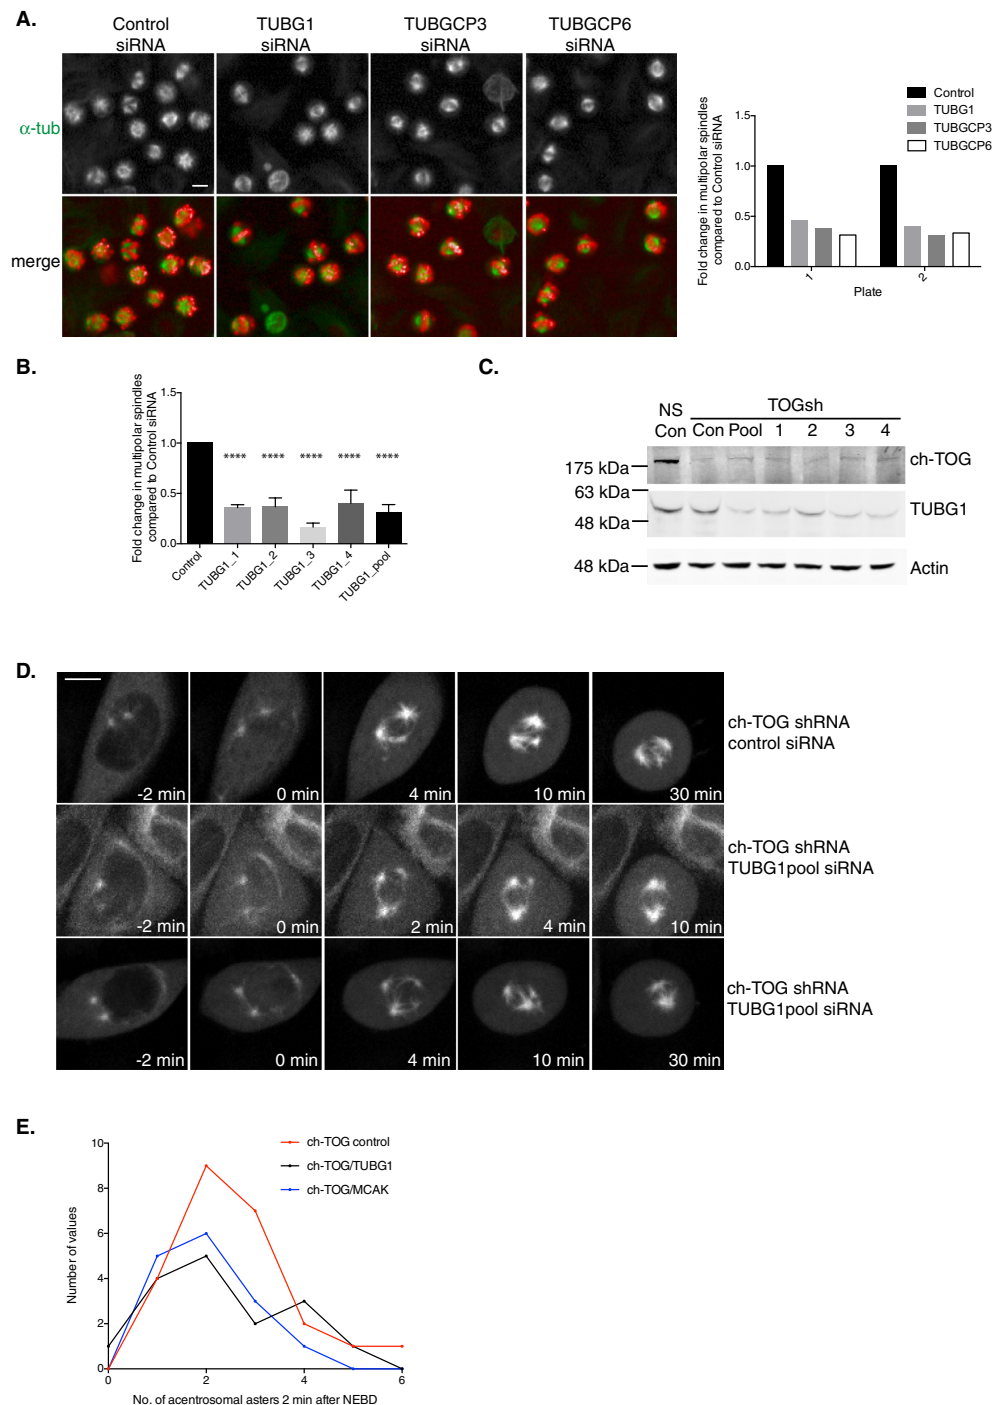 A.
Control
siRNA
TUBG1
siRNA
TUBGCP3
siRNA
TUBGCP6
siRNA
α-tub
merge
Fold change in multipolar spindles
compared to Control siRNA
1.5
1.0
0.5
0.0
1
2
Plate
Control
TUBG1
TUBGCP3
TUBGCP6
B.
Fold change in multipolar spindles
compared to Control siRNA
1.5
1.0
0.5
0.0
**** **** **** **** ****
Control
TUBG1_1
TUBG1_2
TUBG1_3
TUBG1_4
TUBG1_pool
C.
NS
Con
TOGsh
Con Pool 1 2 3 4
175 kDa
ch-TOG
63 kDa
48 kDa
TUBG1
48 kDa
Actin
D.
-2 min
0 min
4 min
10 min
30 min
ch-TOG shRNA
control siRNA
-2 min
0 min
2 min
4 min
10 min
ch-TOG shRNA
TUBG1pool siRNA
-2 min
0 min
4 min
10 min
30 min
ch-TOG shRNA
TUBG1pool siRNA
E.
Number of values
10
8
6
4
2
0
0 2 4 6
No. of acentrosomal asters 2 min after NEBD
ch-TOG control
ch-TOG/TUBG1
ch-TOG/MCAK